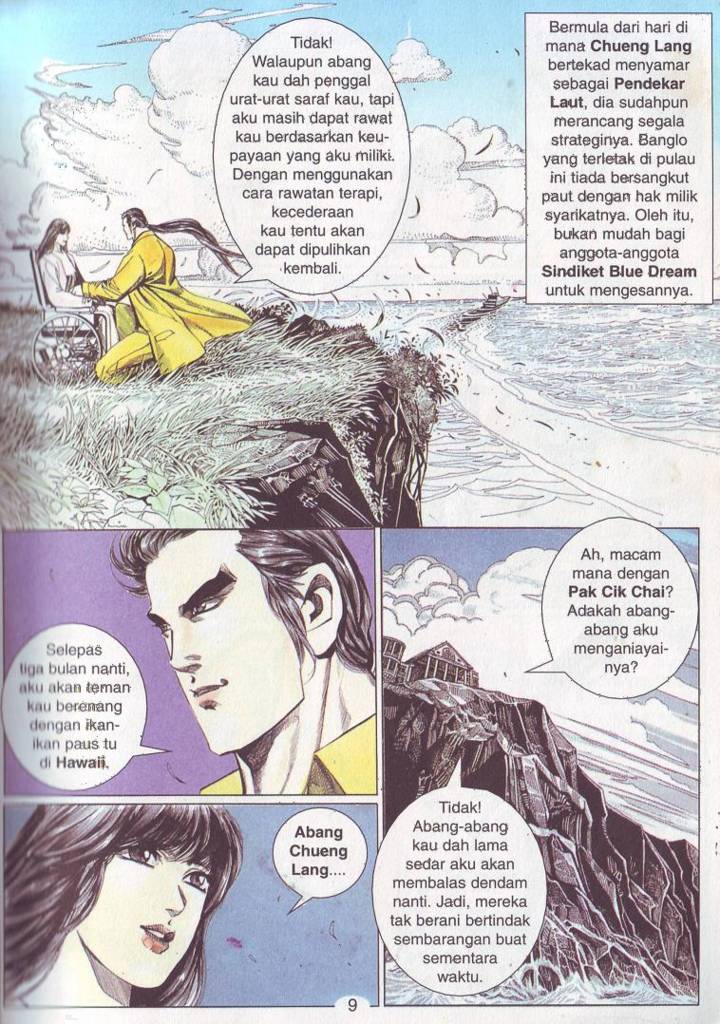 Tidak!
Walaupun abang
kau dah penggal
urat-urat saraf kau, tapi
aku masih dapat rawat
kau berdasarkan keu-
payaan yang aku miliki.
Dengan menggunakan
cara rawatan terapi,
kecederaan
kau tentu akan
dapat dipulihkan
kembali.
Bermula dari hari di
mana Chueng Lang
bertekad menyamar
sebagai Pendekar
Laut, dia sudahpun
merancang segala
strateginya. Banglo
yang terletak di pulau
ini tiada bersangkut
paut dengan hak milik
syarikatnya. Oleh itu,
bukan mudah bagi
anggota-anggota
Sindiket Blue Dream
untuk mengesannya.
Selepas
tiga bulan nanti,
aku akan teman
kau berenang
dengan ikan-
ikan paus tu
di Hawaii.
Ah, macam
mana dengan
Pak Cik Chai?
Adakah abang-
abang aku
menganiayai-
nya?
Abang
Chueng
Lang....
Tidak!
Abang-abang
kau dah lama
sedar aku akan
membalas dendam
nanti. Jadi, mereka
tak berani bertindak
sembarangan buat
sementara
waktu.
9